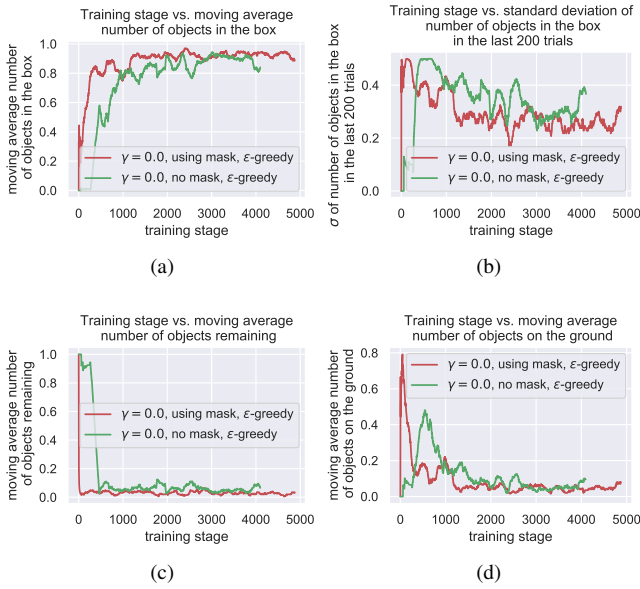 Training stage vs. moving average
number of objects in the box
moving average number
of objects in the box
1.0
0.8
0.6
0.4
0.2
0.0
γ = 0.0, using mask, ε-greedy
γ = 0.0, no mask, ε-greedy
0 1000 2000 3000 4000 5000
training stage
(a)
Training stage vs. standard deviation of
number of objects in the box
in the last 200 trials
σ of number of objects in the box
in the last 200 trials
0.4
0.2
0.0
γ = 0.0, using mask, ε-greedy
γ = 0.0, no mask, ε-greedy
0 1000 2000 3000 4000 5000
training stage
(b)
Training stage vs. moving average
number of objects remaining
moving average number
of objects remaining
1.0
0.8
0.6
0.4
0.2
0.0
γ = 0.0, using mask, ε-greedy
γ = 0.0, no mask, ε-greedy
0 1000 2000 3000 4000 5000
training stage
(c)
Training stage vs. moving average
number of objects on the ground
moving average number
of objects on the ground
0.8
0.6
0.4
0.2
0.0
γ = 0.0, using mask, ε-greedy
γ = 0.0, no mask, ε-greedy
0 1000 2000 3000 4000 5000
training stage
(d)